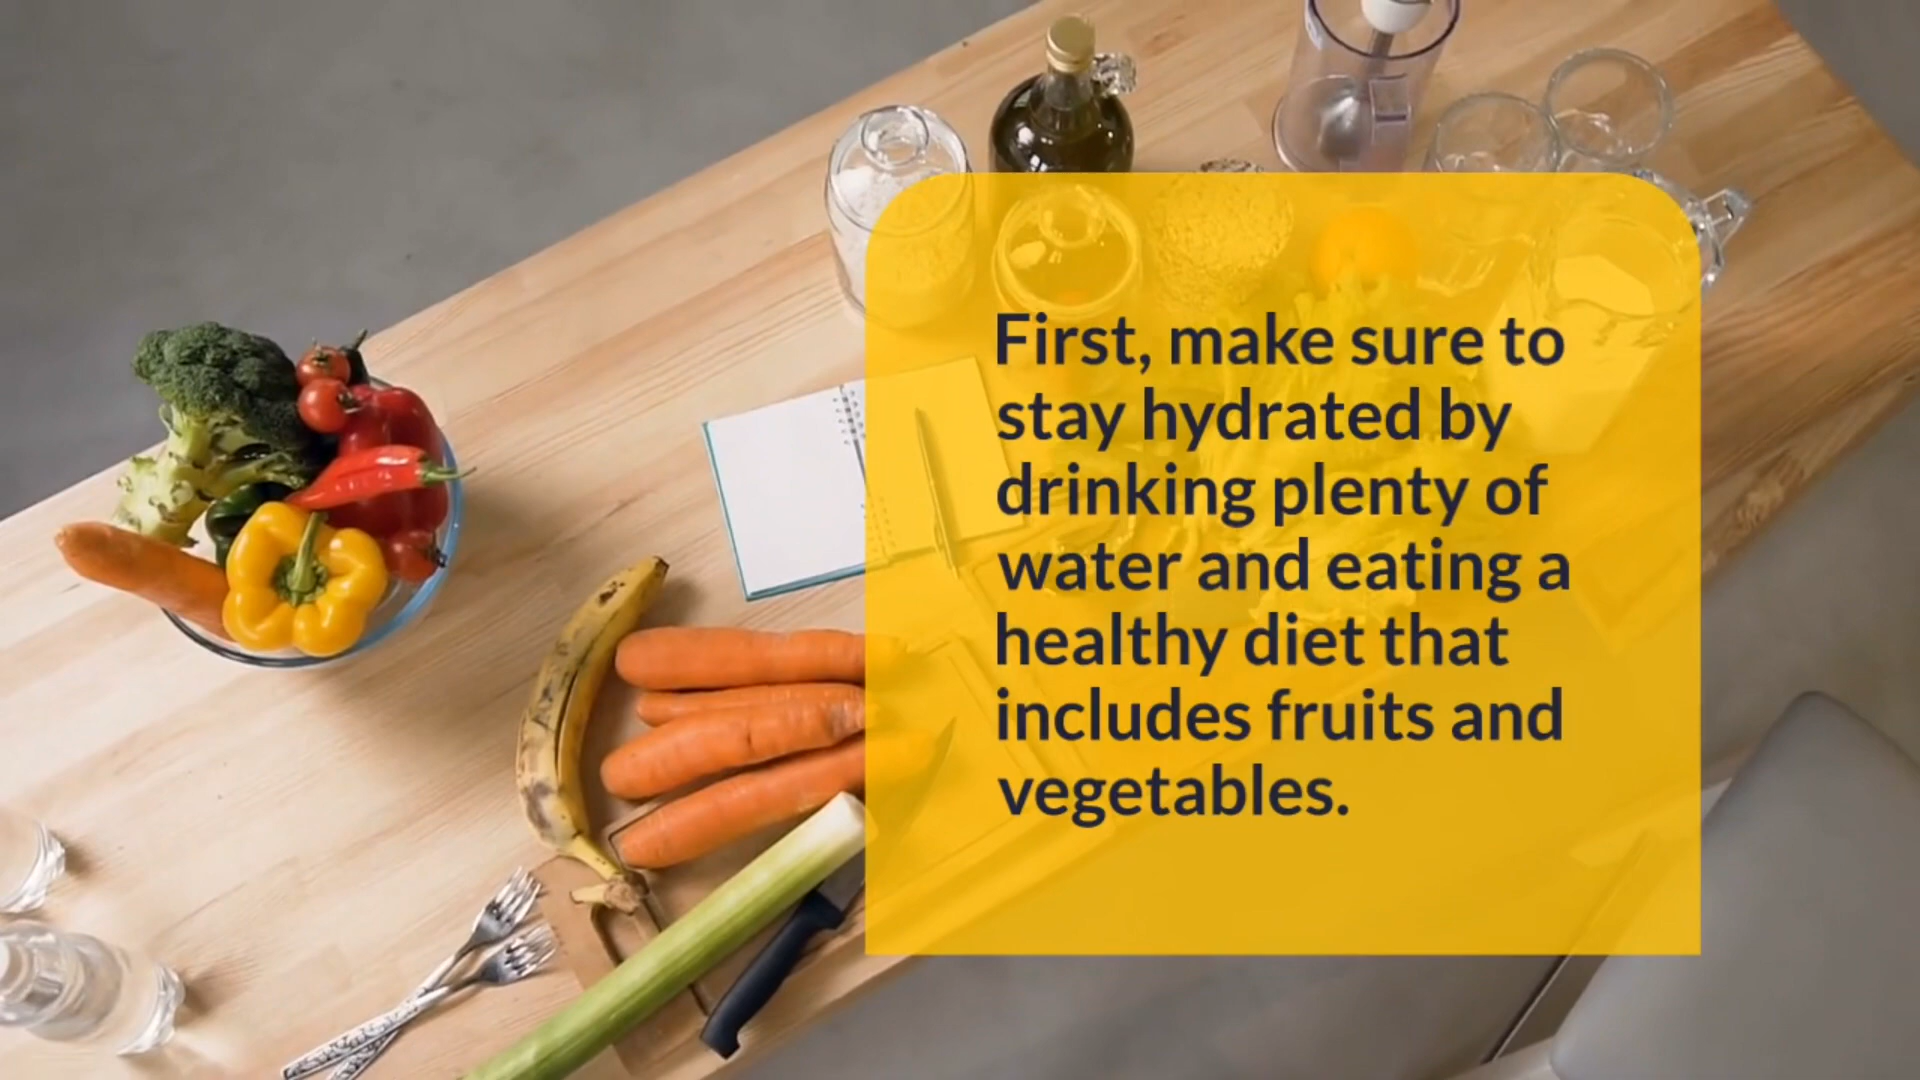 First, make sure to
stay hydrated by
drinking plenty of
water and eating a
healthy diet that
includes fruits and
vegetables.